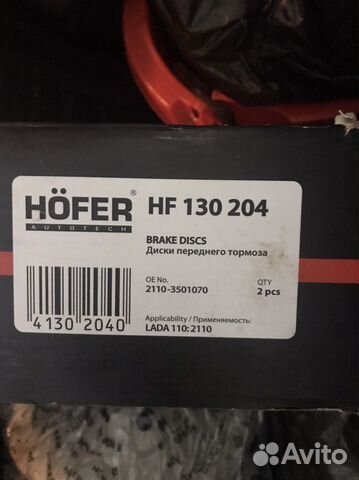 HÖFER®
AUTOTECH
HF 130 204
BRAKE DISCS
Диски переднего тормоза
OE No.
2110-3501070
QTY
2 pcs
4130 2040
Applicability / Применяемость:
LADA 110: 2110
Avito